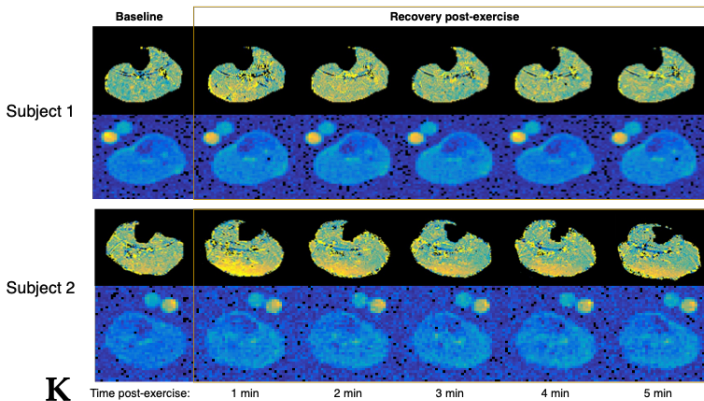 Baseline
Recovery post-exercise
Subject 1
Subject 2
K
Time post-exercise: 1 min 2 min 3 min 4 min 5 min